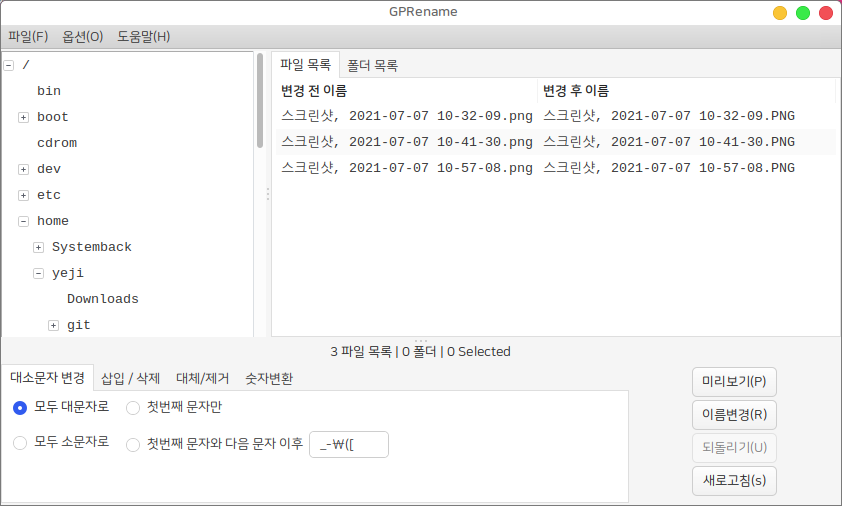 GPRename
파일(F) 옵션(O) 도움말(H)
/
bin
boot
cdrom
dev
etc
home
Systemback
yeji
Downloads
git
파일 목록 폴더 목록
변경 전 이름 변경 후 이름
스크린샷, 2021-07-07 10-32-09.png 스크린샷, 2021-07-07 10-32-09.PNG
스크린샷, 2021-07-07 10-41-30.png 스크린샷, 2021-07-07 10-41-30.PNG
스크린샷, 2021-07-07 10-57-08.png 스크린샷, 2021-07-07 10-57-08.PNG
3 파일 목록 | 0 폴더 | 0 Selected
대소문자 변경 삽입 / 삭제 대체/제거 숫자변환
모두 대문자로 첫번째 문자만
모두 소문자로 첫번째 문자와 다음 문자 이후 _-₩([
미리보기(P)
이름변경(R)
되돌리기(U)
새로고침(s)